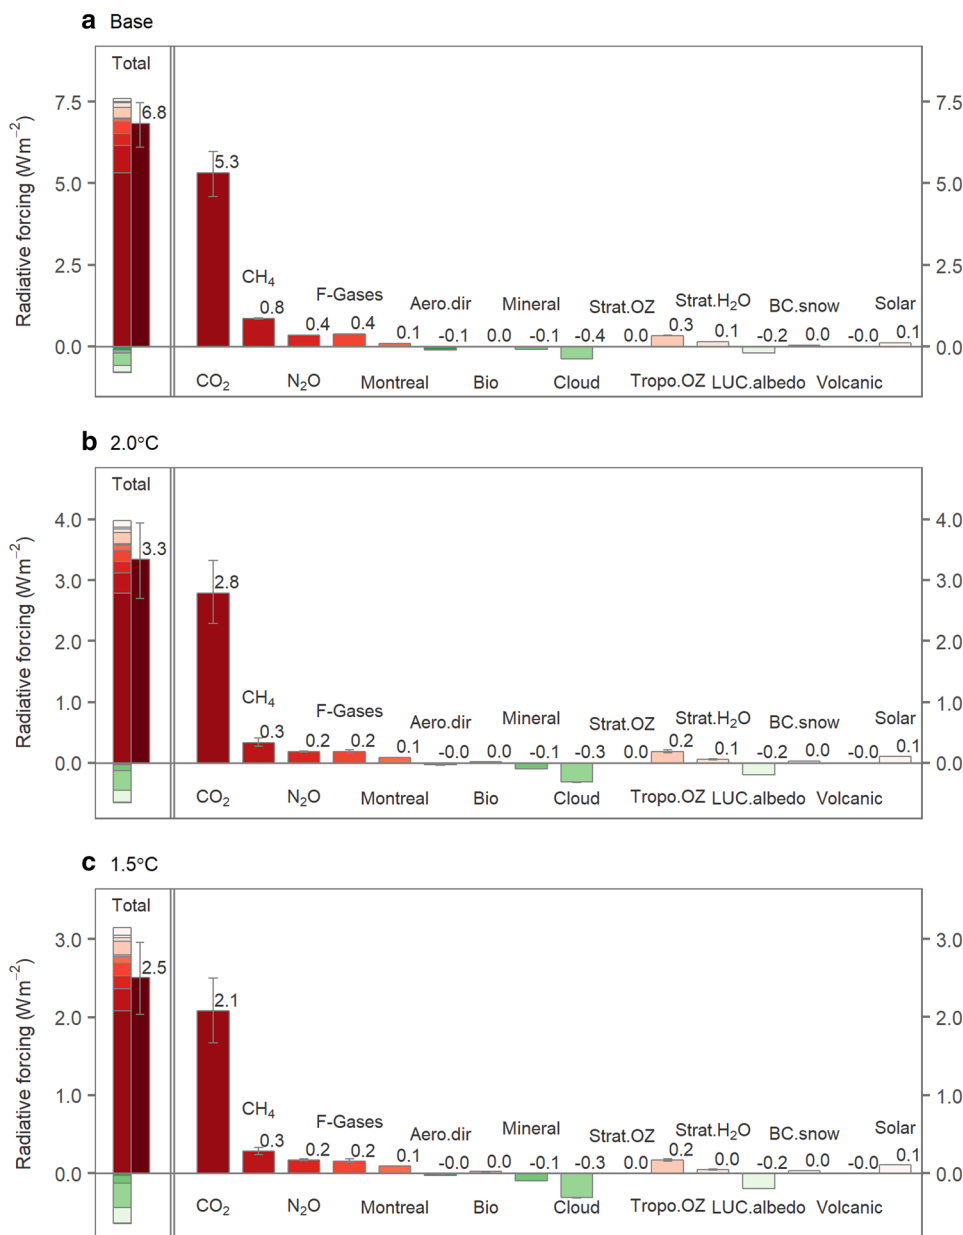 a Base
Total
Radiative forcing (Wm⁻²)
7.5
5.0
2.5
0.0
7.5
5.0
2.5
0.0
6.8
5.3
0.8
0.4
0.4
0.1
-0.1
0.0
-0.1
-0.4
0.0
0.3
0.1
-0.2
0.0
-0.0
0.1
CH₄
F-Gases
Aero.dir
Mineral
Strat.OZ
Strat.H₂O
BC.snow
Solar
CO₂
N₂O
Montreal
Bio
Cloud
Tropo.OZ
LUC.albedo
Volcanic
b 2.0°C
Total
Radiative forcing (Wm⁻²)
4.0
3.0
2.0
1.0
0.0
4.0
3.0
2.0
1.0
0.0
3.3
2.8
0.3
0.2
0.2
0.1
-0.0
0.0
-0.1
-0.3
0.0
0.2
0.1
-0.2
0.0
-0.0
0.1
CH₄
F-Gases
Aero.dir
Mineral
Strat.OZ
Strat.H₂O
BC.snow
Solar
CO₂
N₂O
Montreal
Bio
Cloud
Tropo.OZ
LUC.albedo
Volcanic
c 1.5°C
Total
Radiative forcing (Wm⁻²)
3.0
2.0
1.0
0.0
3.0
2.0
1.0
0.0
2.5
2.1
0.3
0.2
0.2
0.1
-0.0
0.0
-0.1
-0.3
0.0
0.2
0.0
-0.2
0.0
-0.0
0.1
CH₄
F-Gases
Aero.dir
Mineral
Strat.OZ
Strat.H₂O
BC.snow
Solar
CO₂
N₂O
Montreal
Bio
Cloud
Tropo.OZ
LUC.albedo
Volcanic